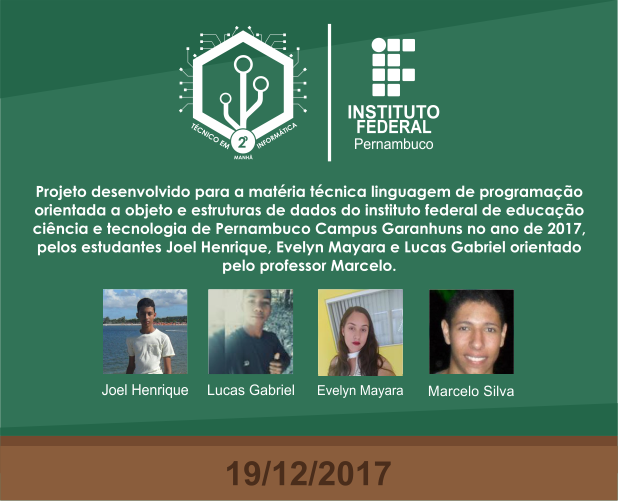 TÉCNICO EM 2º INFORMÁTICA
MANHÃ
INSTITUTO
FEDERAL
Pernambuco
Projeto desenvolvido para a matéria técnica linguagem de programação
orientada a objeto e estruturas de dados do instituto federal de educação
ciência e tecnologia de Pernambuco Campus Garanhuns no ano de 2017,
pelos estudantes Joel Henrique, Evelyn Mayara e Lucas Gabriel orientado
pelo professor Marcelo.
Joel Henrique Lucas Gabriel Evelyn Mayara Marcelo Silva
19/12/2017